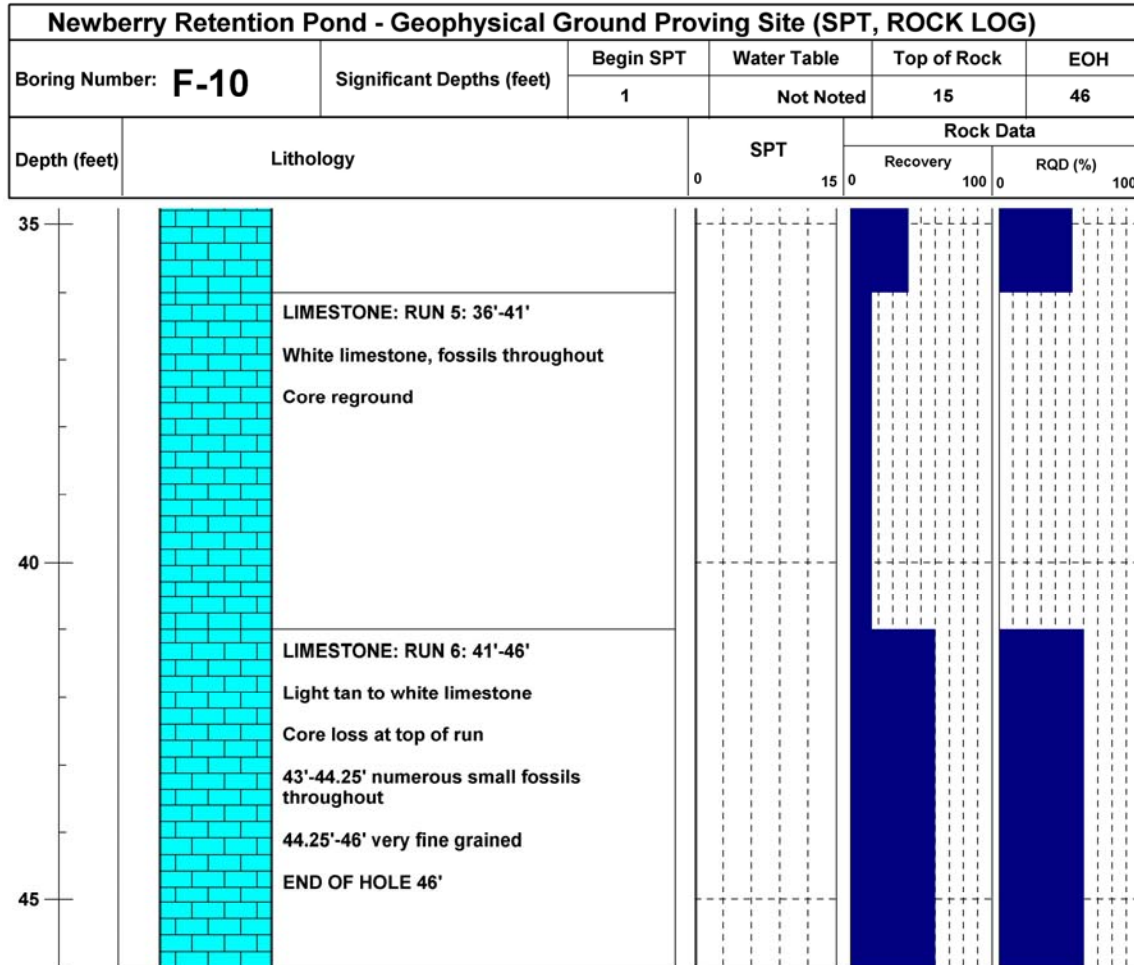 Newberry Retention Pond - Geophysical Ground Proving Site (SPT, ROCK LOG)
Boring Number: F-10
Significant Depths (feet)
Begin SPT
Water Table
Top of Rock
EOH
1
Not Noted
15
46
Depth (feet)
Lithology
SPT
Rock Data
Recovery
RQD (%)
0
15
0
100
0
100
35
LIMESTONE: RUN 5: 36'-41'
White limestone, fossils throughout
Core reground
40
LIMESTONE: RUN 6: 41'-46'
Light tan to white limestone
Core loss at top of run
43'-44.25' numerous small fossils
throughout
44.25'-46' very fine grained
END OF HOLE 46'
45